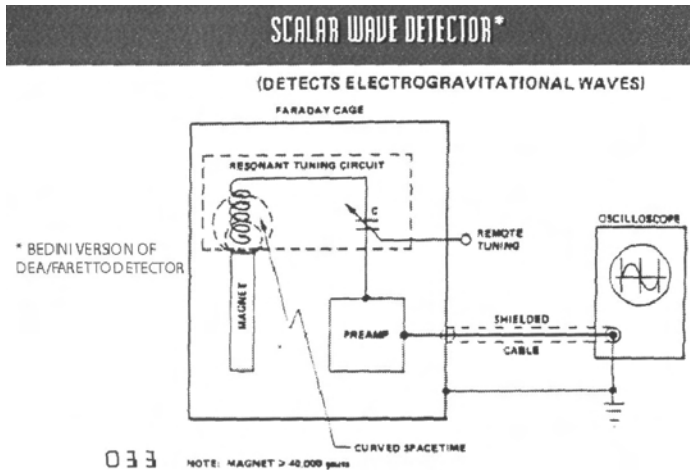 SCALAR WAVE DETECTOR*
(DETECTS ELECTROGRAVITATIONAL WAVES)
FARADAY CAGE
RESONANT TUNING CIRCUIT
C
OSCILLOSCOPE
REMOTE
TUNING
* BEDINI VERSION OF
DEA/FARETTO DETECTOR
MAGNET
PREAMP
SHIELDED
CABLE
CURVED SPACETIME
033
NOTE: MAGNET > 40,000 gauss